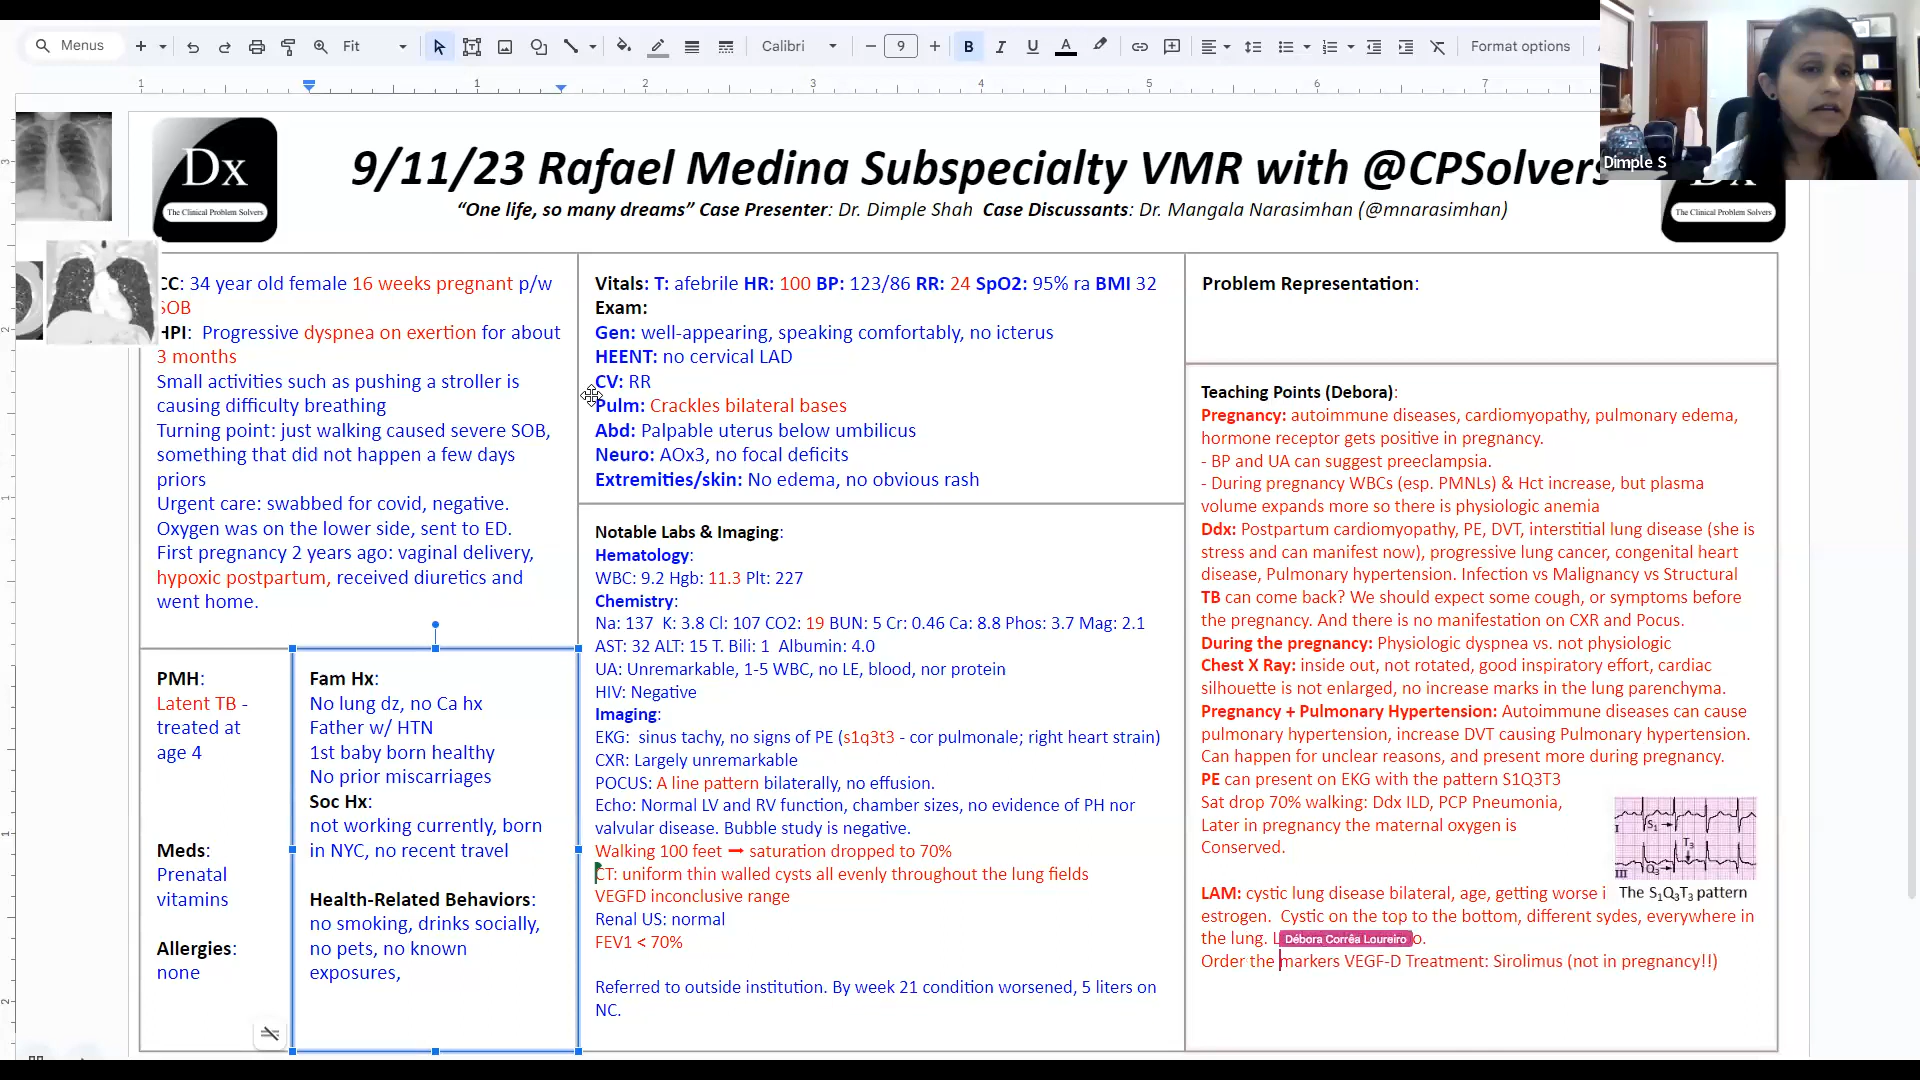 Menus
Fit
Calibri
9
B
I
U
A
Format options
1
1
2
3
4
5
7
3
2
1
1
2
Dimple S
Dx
The Clinical Problem Solvers
9/11/23 Rafael Medina Subspecialty VMR with @CPSolvers
“One life, so many dreams” Case Presenter: Dr. Dimple Shah Case Discussants: Dr. Mangala Narasimhan (@mnarasimhan)
The Clinical Problem Solvers
CC: 34 year old female 16 weeks pregnant p/w
SOB
HPI: Progressive dyspnea on exertion for about
3 months
Small activities such as pushing a stroller is
causing difficulty breathing
Turning point: just walking caused severe SOB,
something that did not happen a few days
priors
Urgent care: swabbed for covid, negative.
Oxygen was on the lower side, sent to ED.
First pregnancy 2 years ago: vaginal delivery,
hypoxic postpartum, received diuretics and
went home.
PMH:
Latent TB -
treated at
age 4
Meds:
Prenatal
vitamins
Allergies:
none
Fam Hx:
No lung dz, no Ca hx
Father w/ HTN
1st baby born healthy
No prior miscarriages
Soc Hx:
not working currently, born
in NYC, no recent travel
Health-Related Behaviors:
no smoking, drinks socially,
no pets, no known
exposures,
Vitals: T: afebrile HR: 100 BP: 123/86 RR: 24 SpO2: 95% ra BMI 32
Exam:
Gen: well-appearing, speaking comfortably, no icterus
HEENT: no cervical LAD
CV: RR
Pulm: Crackles bilateral bases
Abd: Palpable uterus below umbilicus
Neuro: AOx3, no focal deficits
Extremities/skin: No edema, no obvious rash
Notable Labs & Imaging:
Hematology:
WBC: 9.2 Hgb: 11.3 Plt: 227
Chemistry:
Na: 137 K: 3.8 Cl: 107 CO2: 19 BUN: 5 Cr: 0.46 Ca: 8.8 Phos: 3.7 Mag: 2.1
AST: 32 ALT: 15 T. Bili: 1 Albumin: 4.0
UA: Unremarkable, 1-5 WBC, no LE, blood, nor protein
HIV: Negative
Imaging:
EKG: sinus tachy, no signs of PE (s1q3t3 - cor pulmonale; right heart strain)
CXR: Largely unremarkable
POCUS: A line pattern bilaterally, no effusion.
Echo: Normal LV and RV function, chamber sizes, no evidence of PH nor
valvular disease. Bubble study is negative.
Walking 100 feet ➞ saturation dropped to 70%
CT: uniform thin walled cysts all evenly throughout the lung fields
VEGFD inconclusive range
Renal US: normal
FEV1 < 70%
Referred to outside institution. By week 21 condition worsened, 5 liters on
NC.
Problem Representation:
Teaching Points (Debora):
Pregnancy: autoimmune diseases, cardiomyopathy, pulmonary edema,
hormone receptor gets positive in pregnancy.
- BP and UA can suggest preeclampsia.
- During pregnancy WBCs (esp. PMNLs) & Hct increase, but plasma
volume expands more so there is physiologic anemia
Ddx: Postpartum cardiomyopathy, PE, DVT, interstitial lung disease (she is
stress and can manifest now), progressive lung cancer, congenital heart
disease, Pulmonary hypertension. Infection vs Malignancy vs Structural
TB can come back? We should expect some cough, or symptoms before
the pregnancy. And there is no manifestation on CXR and Pocus.
During the pregnancy: Physiologic dyspnea vs. not physiologic
Chest X Ray: inside out, not rotated, good inspiratory effort, cardiac
silhouette is not enlarged, no increase marks in the lung parenchyma.
Pregnancy + Pulmonary Hypertension: Autoimmune diseases can cause
pulmonary hypertension, increase DVT causing Pulmonary hypertension.
Can happen for unclear reasons, and present more during pregnancy.
PE can present on EKG with the pattern S1Q3T3
Sat drop 70% walking: Ddx ILD, PCP Pneumonia,
Later in pregnancy the maternal oxygen is
Conserved.
I
S1
T3
Q3
III
The S1Q3T3 pattern
LAM: cystic lung disease bilateral, age, getting worse i
estrogen. Cystic on the top to the bottom, different sydes, everywhere in
the lung. L Débora Corrêa Loureiro o.
Order the markers VEGF-D Treatment: Sirolimus (not in pregnancy!!)